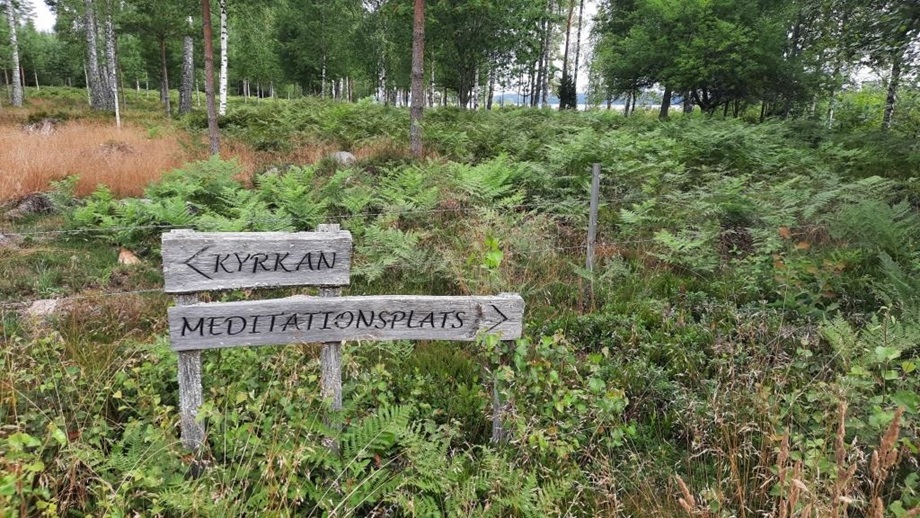 < KYRKAN
MEDITATIONSPLATS >